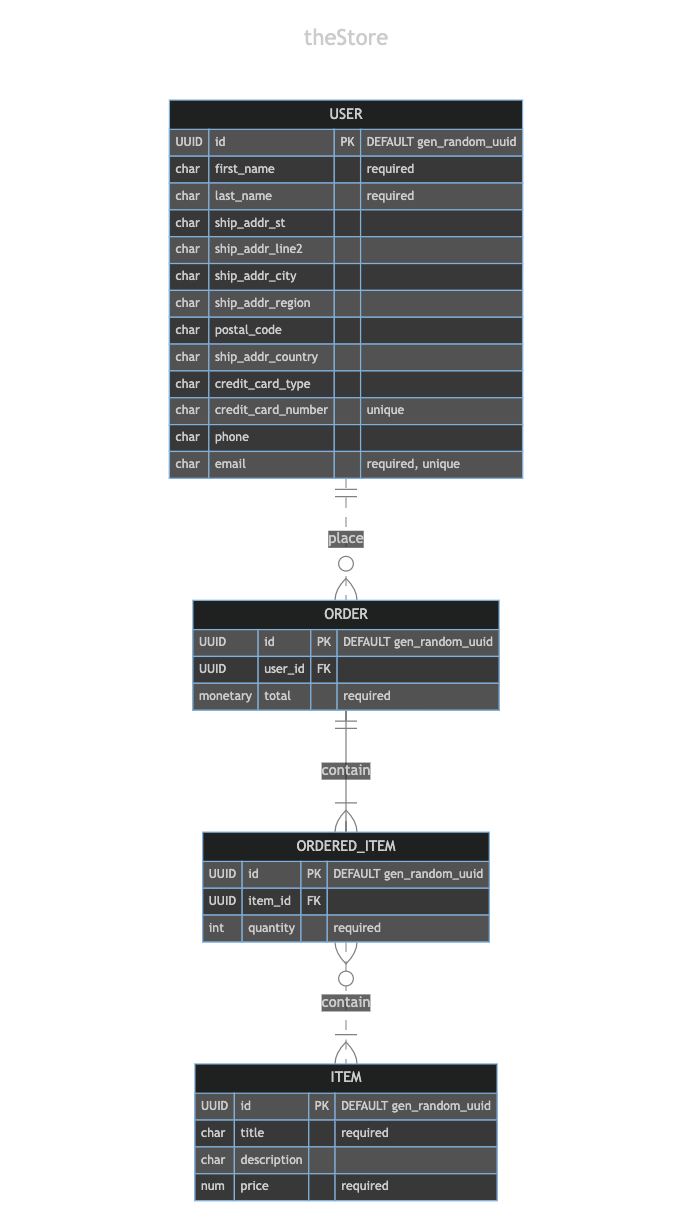 theStore
USER
UUID id PK DEFAULT gen_random_uuid
char first_name required
char last_name required
char ship_addr_st
char ship_addr_line2
char ship_addr_city
char ship_addr_region
char postal_code
char ship_addr_country
char credit_card_type
char credit_card_number unique
char phone
char email required, unique
place
ORDER
UUID id PK DEFAULT gen_random_uuid
UUID user_id FK
monetary total required
contain
ORDERED_ITEM
UUID id PK DEFAULT gen_random_uuid
UUID item_id FK
int quantity required
contain
ITEM
UUID id PK DEFAULT gen_random_uuid
char title required
char description
num price required